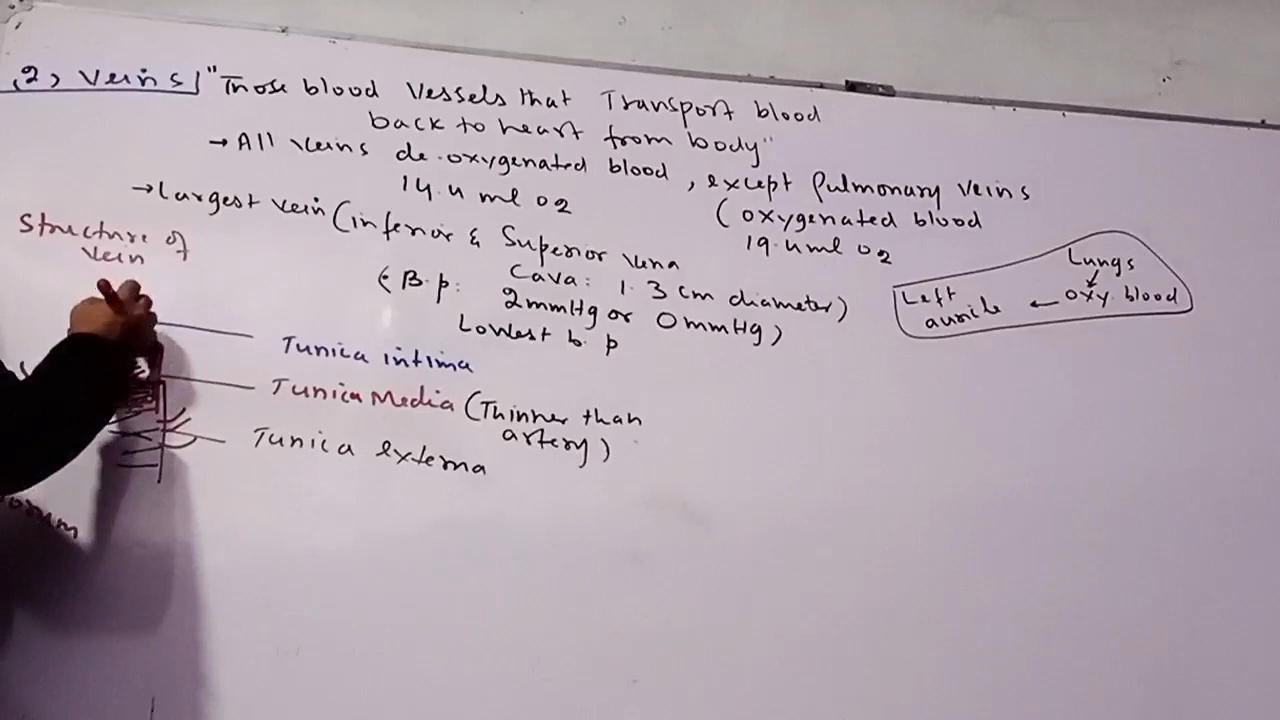 (2) Veins "Those blood vessels that Transport blood
back to heart from body"
→ All veins de-oxygenated blood, except pulmonary veins
14.4 ml O2
(oxygenated blood
19.4 ml O2
→ Largest vein (inferior & Superior vena
cava: 1.3 cm diameter)
(B.p: 2mmHg or 0mmHg)
Lowest b.p
Lungs
oxy. blood
Left auricle
Structure of
vein
Tunica intima
Tunica Media (Thinner than
artery)
Tunica externa